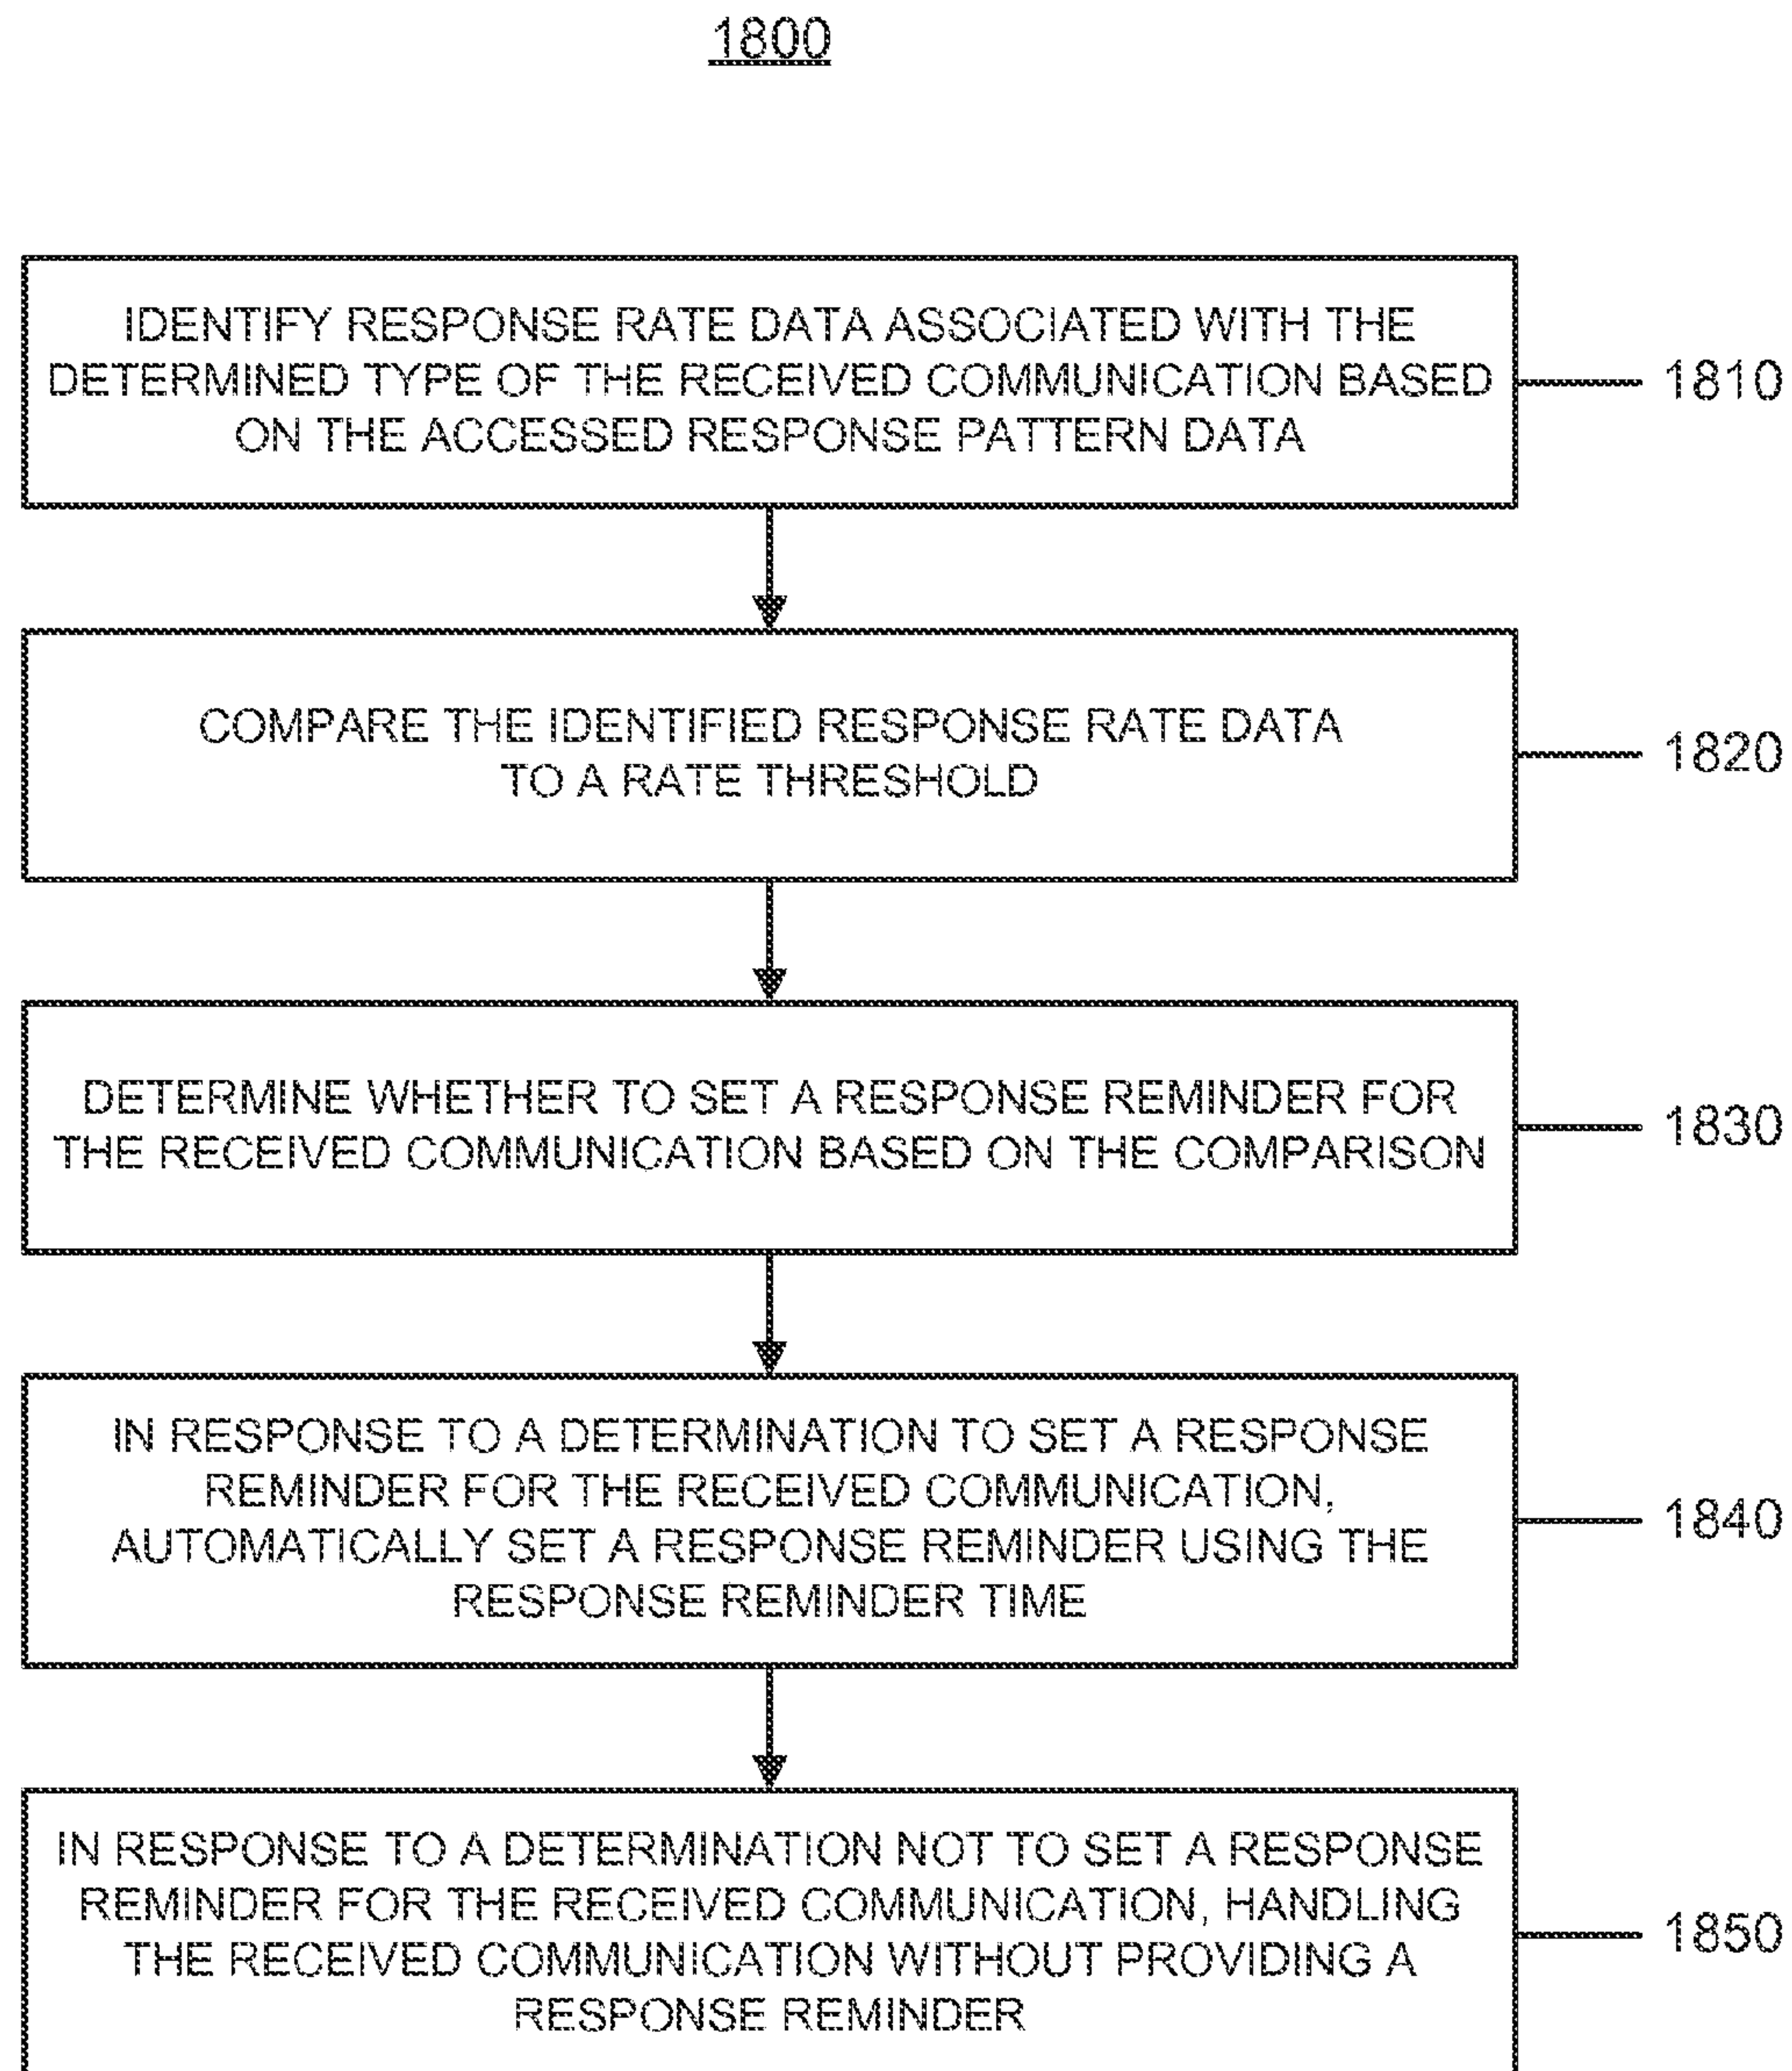 1800
IDENTIFY RESPONSE RATE DATA ASSOCIATED WITH THE
DETERMINED TYPE OF THE RECEIVED COMMUNICATION BASED
ON THE ACCESSED RESPONSE PATTERN DATA
1810
COMPARE THE IDENTIFIED RESPONSE RATE DATA
TO A RATE THRESHOLD
1820
DETERMINE WHETHER TO SET A RESPONSE REMINDER FOR
THE RECEIVED COMMUNICATION BASED ON THE COMPARISON
1830
IN RESPONSE TO A DETERMINATION TO SET A RESPONSE
REMINDER FOR THE RECEIVED COMMUNICATION,
AUTOMATICALLY SET A RESPONSE REMINDER USING THE
RESPONSE REMINDER TIME
1840
IN RESPONSE TO A DETERMINATION NOT TO SET A RESPONSE
REMINDER FOR THE RECEIVED COMMUNICATION, HANDLING
THE RECEIVED COMMUNICATION WITHOUT PROVIDING A
RESPONSE REMINDER
1850